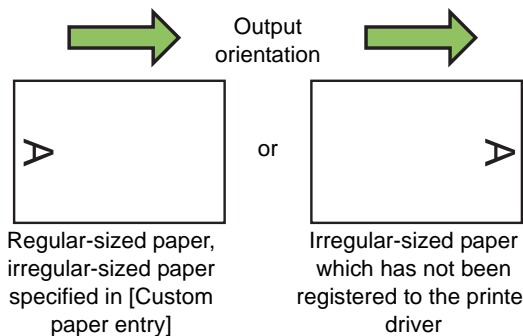 Output
orientation
A
or
A
Regular-sized paper,
irregular-sized paper
specified in [Custom
paper entry]
Irregular-sized paper
which has not been
registered to the printe
driver